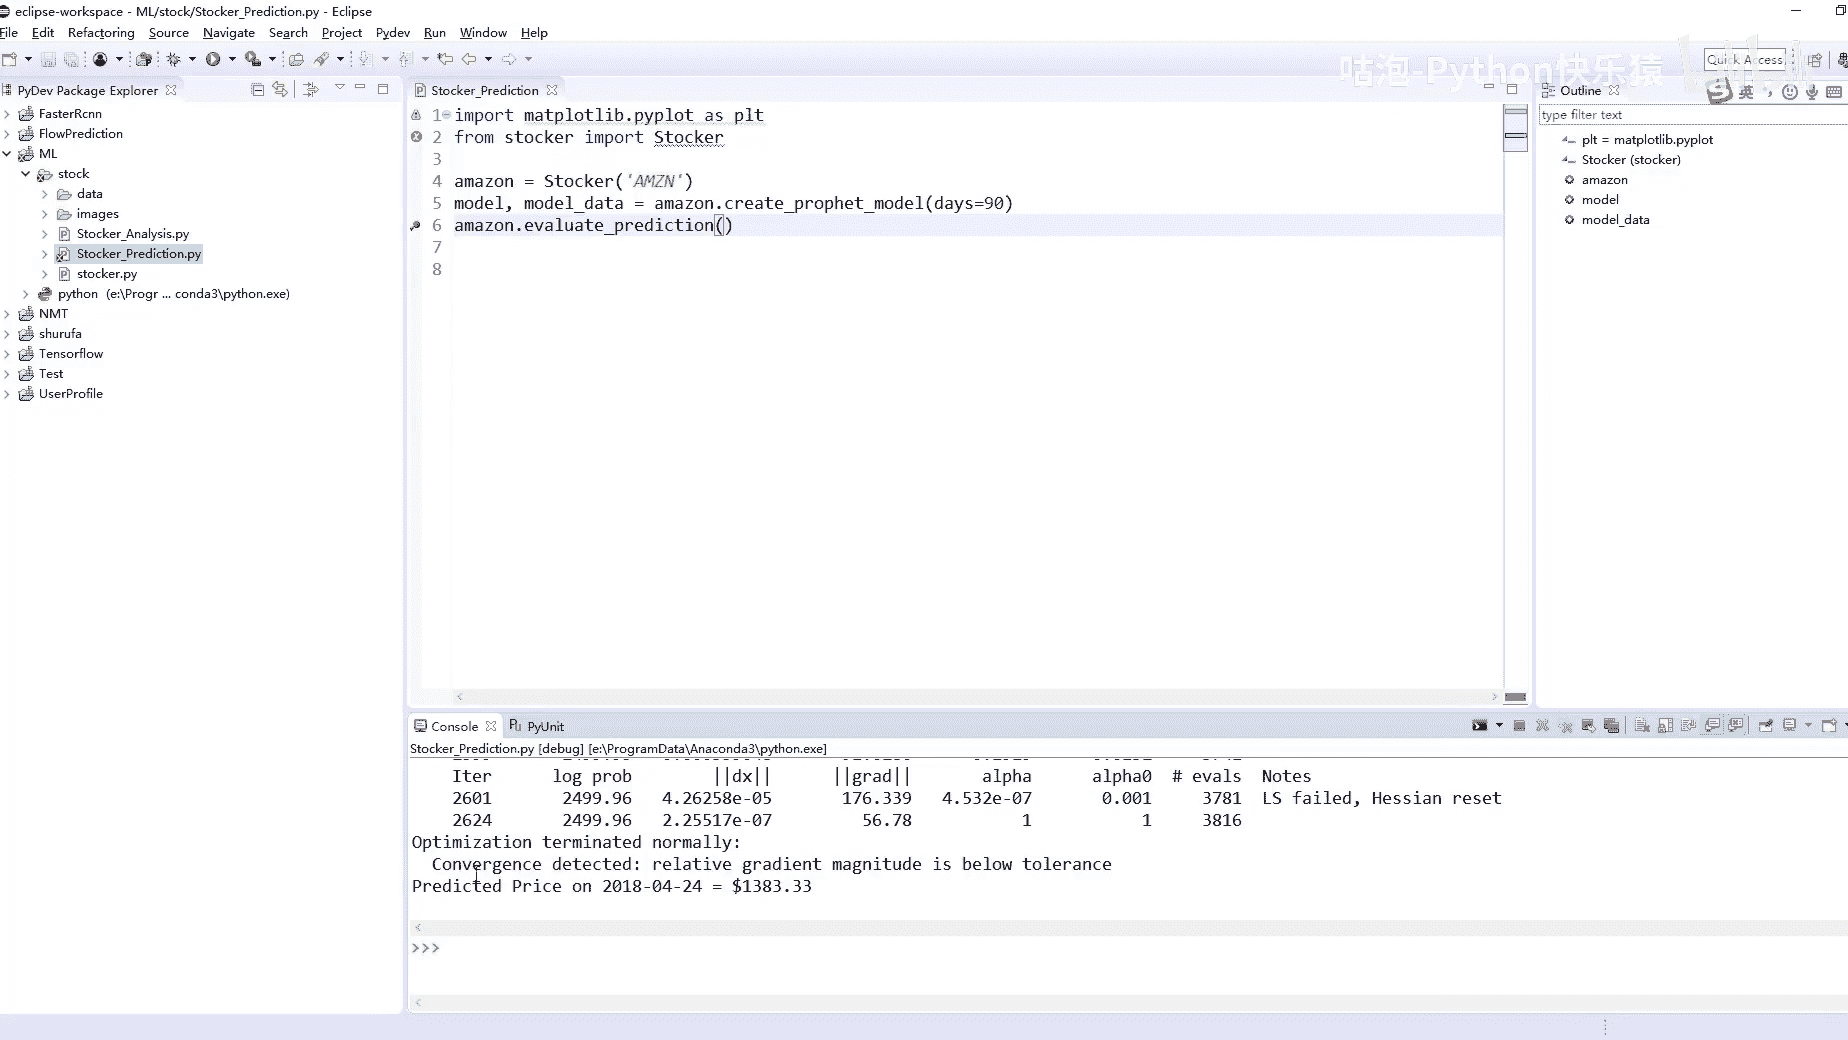 eclipse-workspace - ML/stock/Stocker_Prediction.py - Eclipse
File Edit Refactoring Source Navigate Search Project Pydev Run Window Help
Quick Access
咕泡-Python快乐猿
英
PyDev Package Explorer
FasterRcnn
FlowPrediction
ML
stock
data
images
Stocker_Analysis.py
Stocker_Prediction.py
stocker.py
python (e:\Progr ... conda3\python.exe)
NMT
shurufa
Tensorflow
Test
UserProfile
Stocker_Prediction
1 import matplotlib.pyplot as plt
2 from stocker import Stocker
3
4 amazon = Stocker('AMZN')
5 model, model_data = amazon.create_prophet_model(days=90)
6 amazon.evaluate_prediction()
7
8
Outline
type filter text
plt = matplotlib.pyplot
Stocker (stocker)
amazon
model
model_data
Console PyUnit
Stocker_Prediction.py [debug] [e:\ProgramData\Anaconda3\python.exe]
Iter log prob ||dx|| ||grad|| alpha alpha0 # evals Notes
2601 2499.96 4.26258e-05 176.339 4.532e-07 0.001 3781 LS failed, Hessian reset
2624 2499.96 2.25517e-07 56.78 1 1 3816
Optimization terminated normally:
Convergence detected: relative gradient magnitude is below tolerance
Predicted Price on 2018-04-24 = $1383.33
>>>